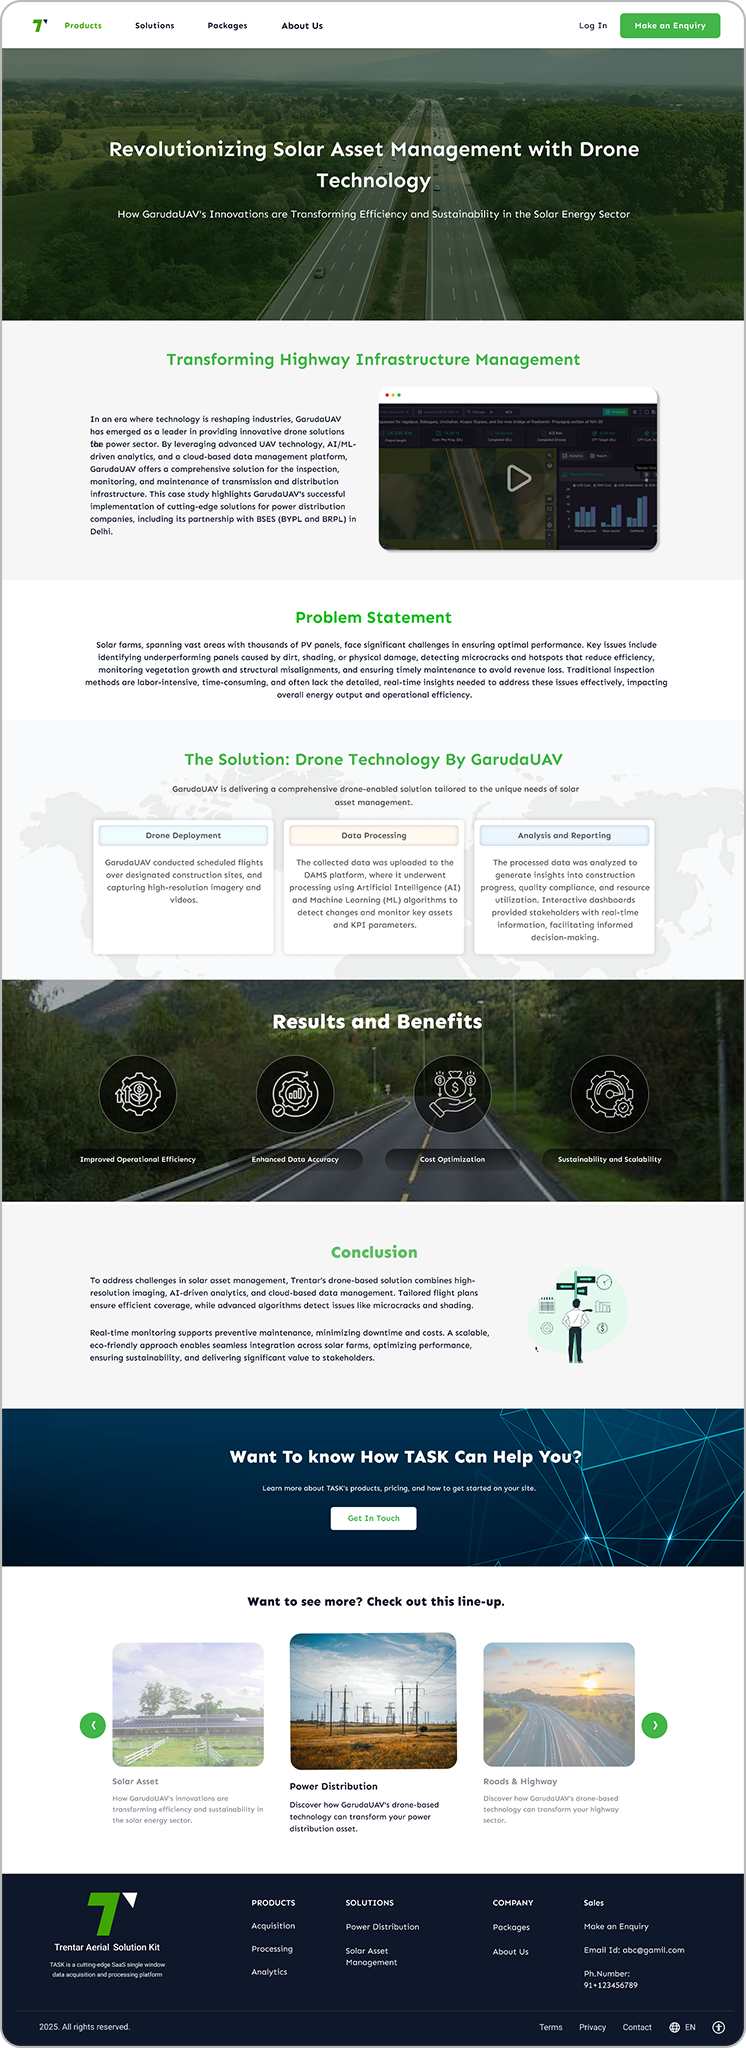 Products
Solutions
Packages
About Us
Log In
Make an Enquiry
Revolutionizing Solar Asset Management with Drone
Technology
How GarudaUAV's Innovations are Transforming Efficiency and Sustainability in the Solar Energy Sector
Transforming Highway Infrastructure Management
In an era where technology is reshaping industries, GarudaUAV
has emerged as a leader in providing innovative drone solutions
the power sector. By leveraging advanced UAV technology, AI/ML-
driven analytics, and a cloud-based data management platform,
GarudaUAV offers a comprehensive solution for the inspection,
monitoring, and maintenance of transmission and distribution
infrastructure. This case study highlights GarudaUAV's successful
implementation of cutting-edge solutions for power distribution
companies, including its partnership with BSES (BYPL and BRPL) in
Delhi.
Problem Statement
Solar farms, spanning vast areas with thousands of PV panels, face significant challenges in ensuring optimal performance. Key issues include
identifying underperforming panels caused by dirt, shading, or physical damage, detecting microcracks and hotspots that reduce efficiency,
monitoring vegetation growth and structural misalignments, and ensuring timely maintenance to avoid revenue loss. Traditional inspection
methods are labor-intensive, time-consuming, and often lack the detailed, real-time insights needed to address these issues effectively, impacting
overall energy output and operational efficiency.
The Solution: Drone Technology By GarudaUAV
GarudaUAV is delivering a comprehensive drone-enabled solution tailored to the unique needs of solar
asset management.
Drone Deployment
GarudaUAV conducted scheduled flights
over designated construction sites, and
capturing high-resolution imagery and
videos.
Data Processing
The collected data was uploaded to the
DAMS platform, where it underwent
processing using Artificial Intelligence (AI)
and Machine Learning (ML) algorithms to
detect changes and monitor key assets
and KPI parameters.
Analysis and Reporting
The processed data was analyzed to
generate insights into construction
progress, quality compliance, and resource
utilization. Interactive dashboards
provided stakeholders with real-time
information, facilitating informed
decision-making.
Results and Benefits
Improved Operational Efficiency
Enhanced Data Accuracy
Cost Optimization
Sustainability and Scalability
Conclusion
To address challenges in solar asset management, Trentar's drone-based solution combines high-
resolution imaging, AI-driven analytics, and cloud-based data management. Tailored flight plans
ensure efficient coverage, while advanced algorithms detect issues like microcracks and shading.
Real-time monitoring supports preventive maintenance, minimizing downtime and costs. A scalable,
eco-friendly approach enables seamless integration across solar farms, optimizing performance,
ensuring sustainability, and delivering significant value to stakeholders.
Want To know How TASK Can Help You?
Learn more about TASK's products, pricing, and how to get started on your site.
Get In Touch
Want to see more? Check out this line-up.
Solar Asset
How GarudaUAV's innovations are
transforming efficiency and sustainability in
the solar energy sector.
Power Distribution
Discover how GarudaUAV's drone-based
technology can transform your power
distribution asset.
Roads & Highway
Discover how GarudaUAV's drone-based
technology can transform your highway
sector.
Trentar Aerial Solution Kit
TASK is a cutting-edge SaaS single window
data acquisition and processing platform
PRODUCTS
Acquisition
Processing
Analytics
SOLUTIONS
Power Distribution
Solar Asset
Management
COMPANY
Packages
About Us
Sales
Make an Enquiry
Email Id: abc@gamil.com
Ph.Number:
91+123456789
2025. All rights reserved.
Terms
Privacy
Contact
EN